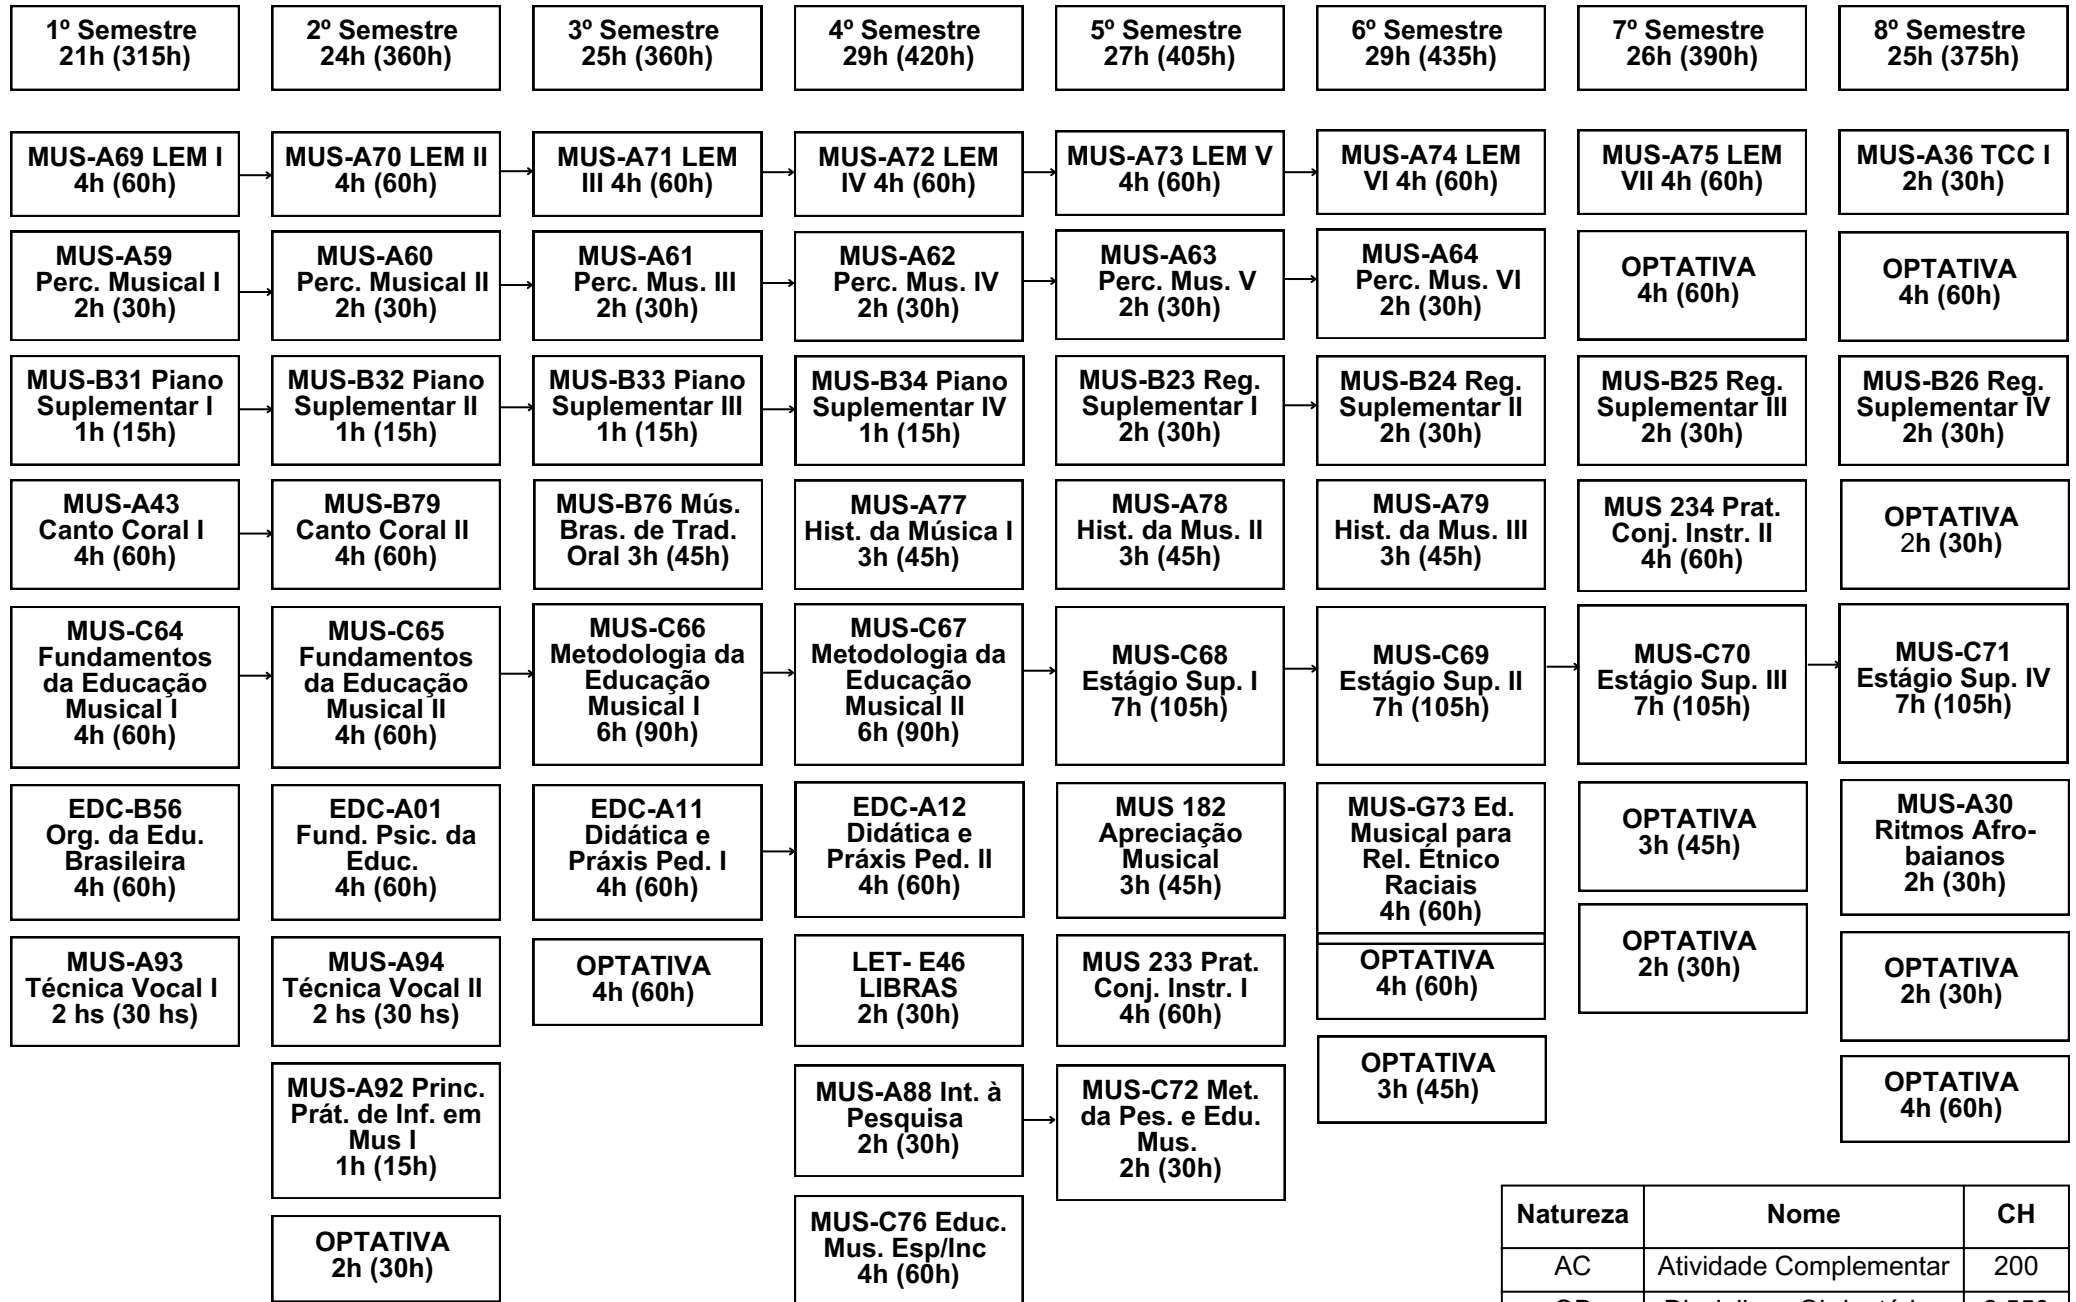 1º Semestre
21h (315h)
2º Semestre
24h (360h)
3º Semestre
25h (360h)
4º Semestre
29h (420h)
5º Semestre
27h (405h)
6º Semestre
29h (435h)
7º Semestre
26h (390h)
8º Semestre
25h (375h)
MUS-A69 LEM I
4h (60h)
MUS-A70 LEM II
4h (60h)
MUS-A71 LEM
III 4h (60h)
MUS-A72 LEM
IV 4h (60h)
MUS-A73 LEM V
4h (60h)
MUS-A74 LEM
VI 4h (60h)
MUS-A75 LEM
VII 4h (60h)
MUS-A36 TCC I
2h (30h)
MUS-A59
Perc. Musical I
2h (30h)
MUS-A60
Perc. Musical II
2h (30h)
MUS-A61
Perc. Mus. III
2h (30h)
MUS-A62
Perc. Mus. IV
2h (30h)
MUS-A63
Perc. Mus. V
2h (30h)
MUS-A64
Perc. Mus. VI
2h (30h)
OPTATIVA
4h (60h)
OPTATIVA
4h (60h)
MUS-B31 Piano
Suplementar I
1h (15h)
MUS-B32 Piano
Suplementar II
1h (15h)
MUS-B33 Piano
Suplementar III
1h (15h)
MUS-B34 Piano
Suplementar IV
1h (15h)
MUS-B23 Reg.
Suplementar I
2h (30h)
MUS-B24 Reg.
Suplementar II
2h (30h)
MUS-B25 Reg.
Suplementar III
2h (30h)
MUS-B26 Reg.
Suplementar IV
2h (30h)
MUS-A43
Canto Coral I
4h (60h)
MUS-B79
Canto Coral II
4h (60h)
MUS-B76 Mús.
Bras. de Trad.
Oral 3h (45h)
MUS-A77
Hist. da Música I
3h (45h)
MUS-A78
Hist. da Mus. II
3h (45h)
MUS-A79
Hist. da Mus. III
3h (45h)
MUS 234 Prat.
Conj. Instr. II
4h (60h)
OPTATIVA
2h (30h)
MUS-C64
Fundamentos
da Educação
Musical I
4h (60h)
MUS-C65
Fundamentos
da Educação
Musical II
4h (60h)
MUS-C66
Metodologia da
Educação
Musical I
6h (90h)
MUS-C67
Metodologia da
Educação
Musical II
6h (90h)
MUS-C68
Estágio Sup. I
7h (105h)
MUS-C69
Estágio Sup. II
7h (105h)
MUS-C70
Estágio Sup. III
7h (105h)
MUS-C71
Estágio Sup. IV
7h (105h)
EDC-B56
Org. da Edu.
Brasileira
4h (60h)
EDC-A01
Fund. Psic. da
Educ.
4h (60h)
EDC-A11
Didática e
Práxis Ped. I
4h (60h)
EDC-A12
Didática e
Práxis Ped. II
4h (60h)
MUS 182
Apreciação
Musical
3h (45h)
MUS-G73 Ed.
Musical para
Rel. Étnico
Raciais
4h (60h)
OPTATIVA
3h (45h)
MUS-A30
Ritmos Afro-
baianos
2h (30h)
MUS-A93
Técnica Vocal I
2 hs (30 hs)
MUS-A94
Técnica Vocal II
2 hs (30 hs)
OPTATIVA
4h (60h)
LET- E46
LIBRAS
2h (30h)
MUS 233 Prat.
Conj. Instr. I
4h (60h)
OPTATIVA
4h (60h)
OPTATIVA
2h (30h)
OPTATIVA
2h (30h)
MUS-A92 Princ.
Prát. de Inf. em
Mus I
1h (15h)
MUS-A88 Int. à
Pesquisa
2h (30h)
MUS-C72 Met.
da Pes. e Edu.
Mus.
2h (30h)
OPTATIVA
3h (45h)
OPTATIVA
4h (60h)
OPTATIVA
2h (30h)
MUS-C76 Educ.
Mus. Esp/Inc
4h (60h)
Natureza Nome CH
AC Atividade Complementar 200